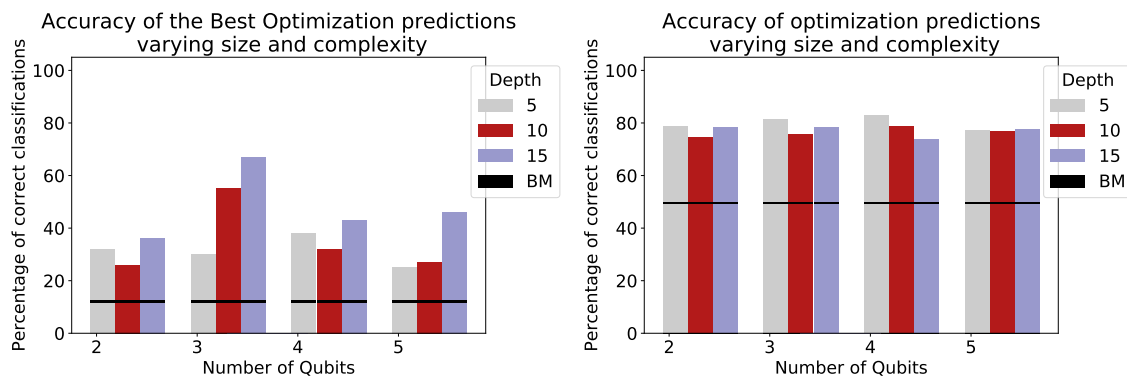 Accuracy of the Best Optimization predictions
varying size and complexity
Percentage of correct classifications
100
80
60
40
20
0
2
3
4
5
Number of Qubits
Depth
5
10
15
BM
Accuracy of optimization predictions
varying size and complexity
Percentage of correct classifications
100
80
60
40
20
0
2
3
4
5
Number of Qubits
Depth
5
10
15
BM